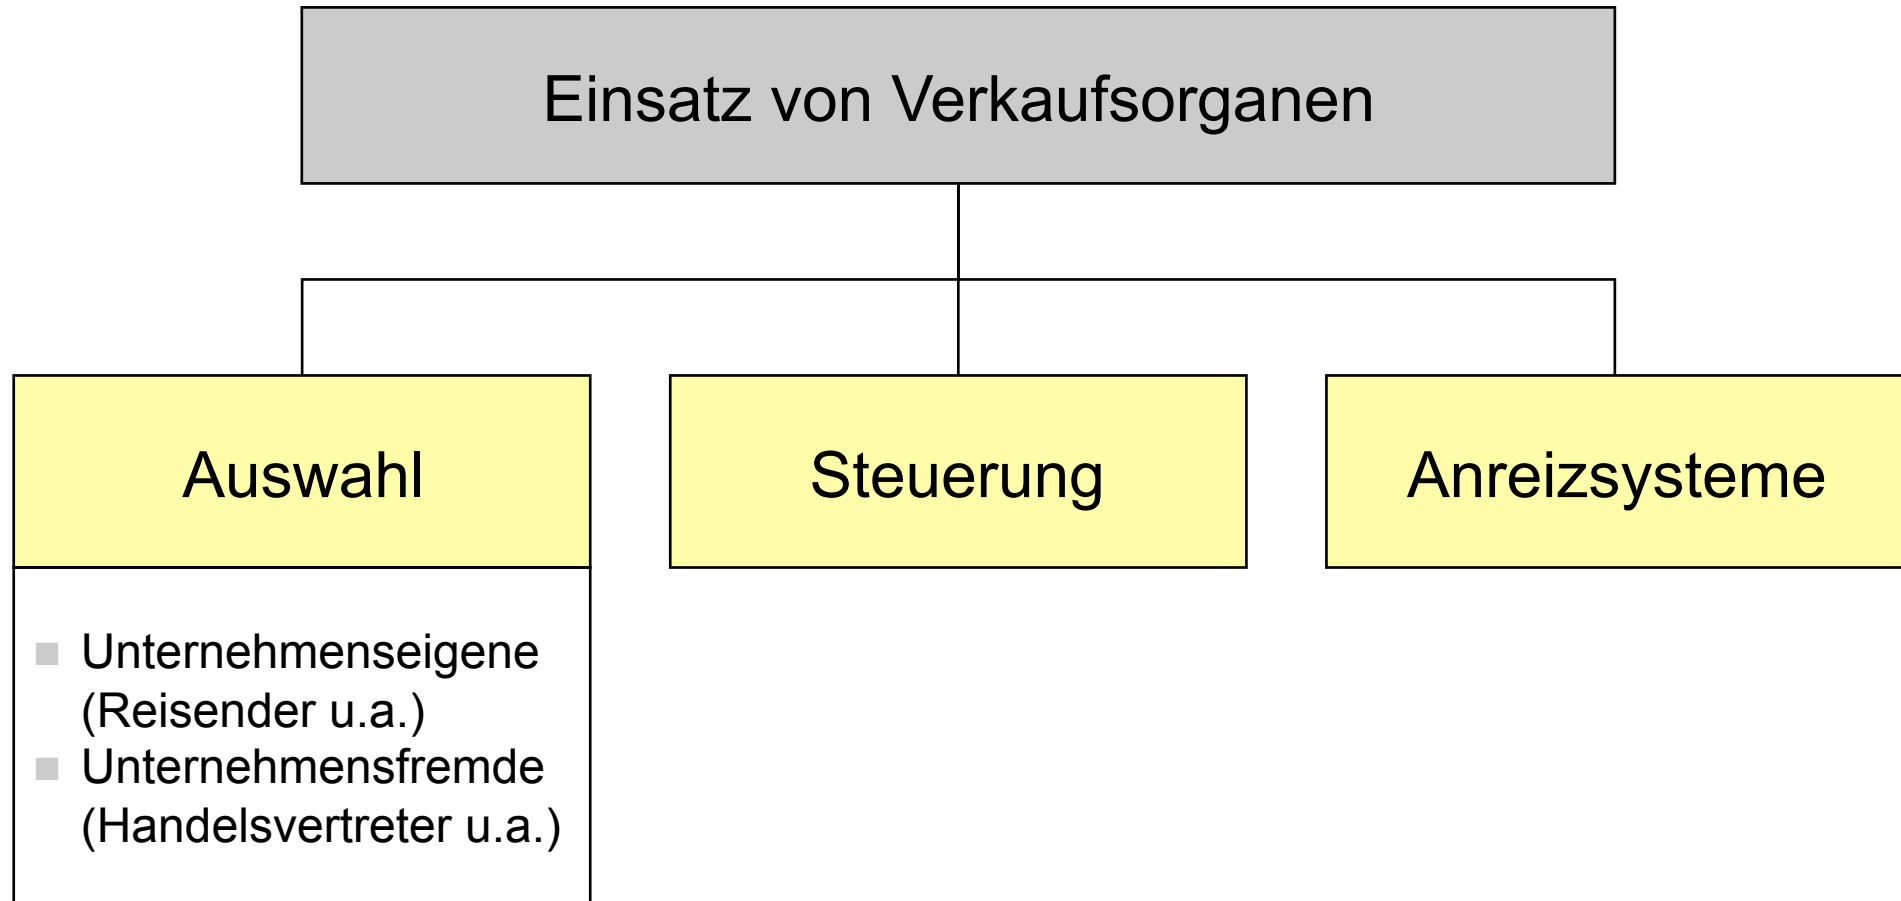 Einsatz von Verkaufsorganen
Auswahl
Steuerung
Anreizsysteme
Unternehmenseigene
(Reisender u.a.)
Unternehmensfremde
(Handelsvertreter u.a.)